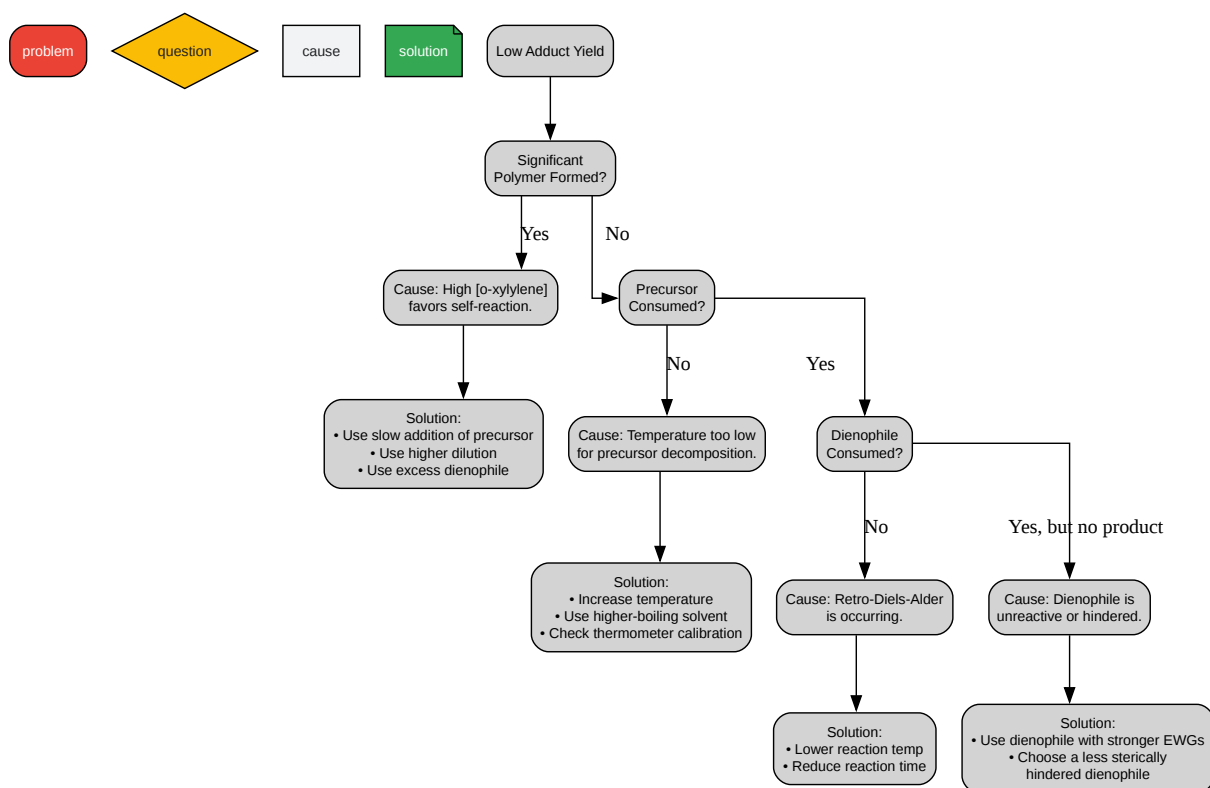 problem
question
cause
solution
Low Adduct Yield
Significant
Polymer Formed?
Yes
No
Cause: High [o-xylylene]
favors self-reaction.
Precursor
Consumed?
No
Yes
Solution:
• Use slow addition of precursor
• Use higher dilution
• Use excess dienophile
Cause: Temperature too low
for precursor decomposition.
Dienophile
Consumed?
No
Yes, but no product
Solution:
• Increase temperature
• Use higher-boiling solvent
• Check thermometer calibration
Cause: Retro-Diels-Alder
is occurring.
Cause: Dienophile is
unreactive or hindered.
Solution:
• Lower reaction temp
• Reduce reaction time
Solution:
• Use dienophile with stronger EWGs
• Choose a less sterically
hindered dienophile